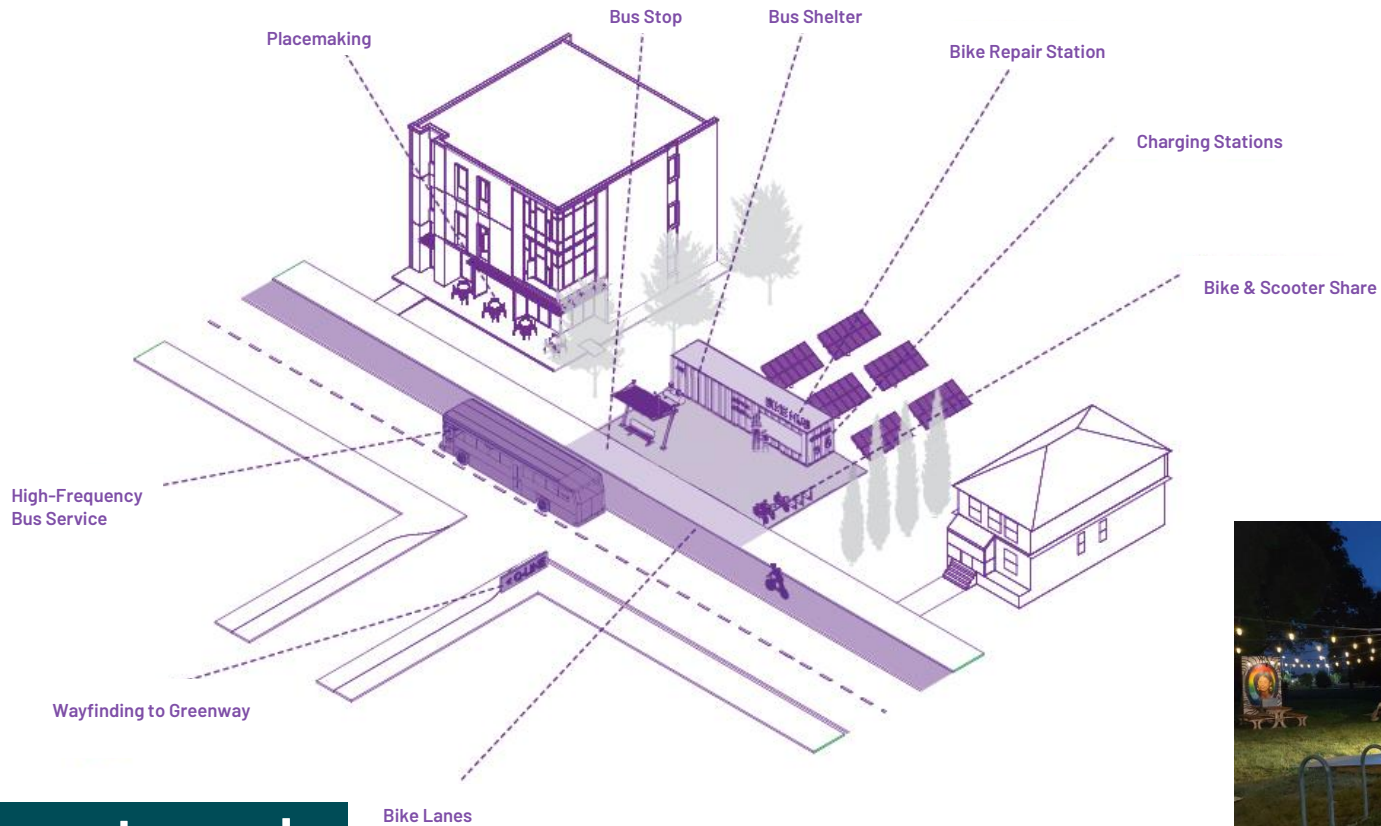 Bus Stop
Bus Shelter
Placemaking
Bike Repair Station
Charging Stations
Bike & Scooter Share
High-Frequency
Bus Service
Wayfinding to Greenway
Bike Lanes